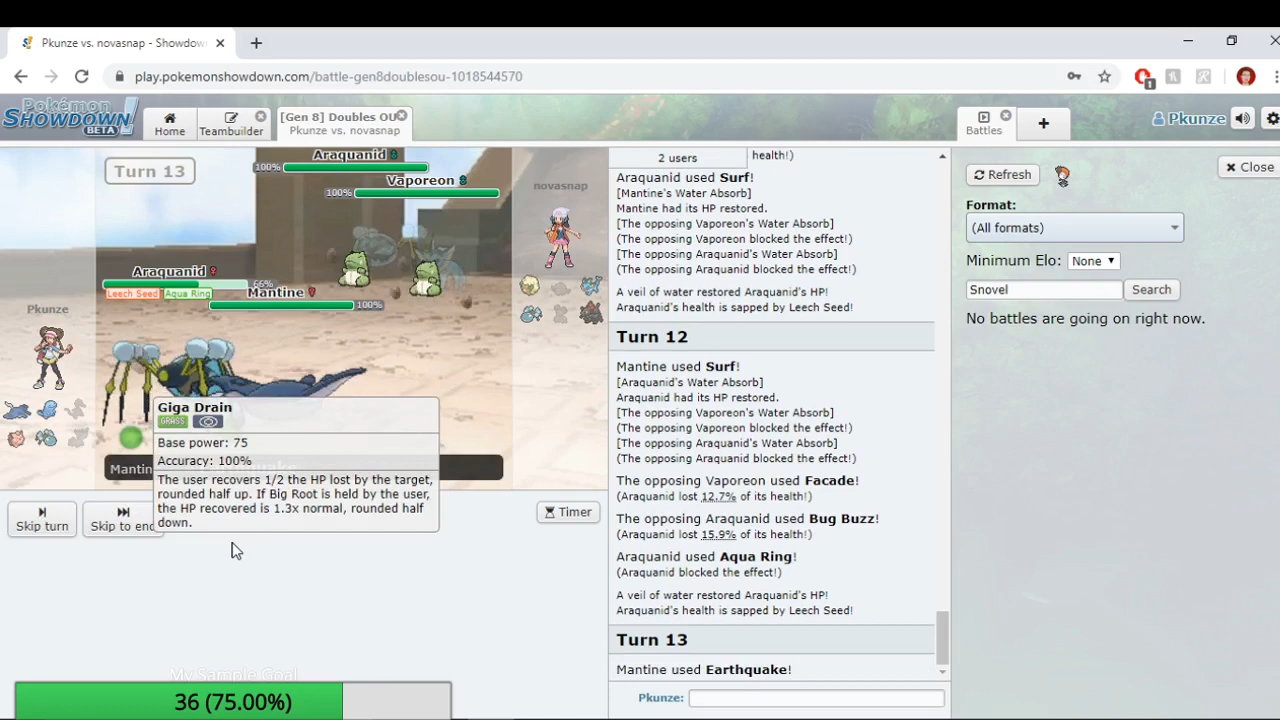 Pkunze vs. novasnap - Showdow
play.pokemonshowdown.com/battle-gen8doublesou-1018544570
1
Pokémon
SHOWDOWN!
BETA
Home
Teambuilder
[Gen 8] Doubles OU
Pkunze vs. novasnap
Battles
Pkunze
Turn 13
Araquanid
100%
Vaporeon
100%
novasnap
Araquanid
66%
Leech Seed
Aqua Ring
Mantine
100%
Pkunze
Giga Drain
GRASS
Base power: 75
Accuracy: 100%
The user recovers 1/2 the HP lost by the target,
rounded half up. If Big Root is held by the user,
the HP recovered is 1.3x normal, rounded half
down.
Mantin
Skip turn
Skip to end
Timer
2 users
health!)
Araquanid used Surf!
[Mantine's Water Absorb]
Mantine had its HP restored.
[The opposing Vaporeon's Water Absorb]
(The opposing Vaporeon blocked the effect!)
[The opposing Araquanid's Water Absorb]
(The opposing Araquanid blocked the effect!)
A veil of water restored Araquanid's HP!
Araquanid's health is sapped by Leech Seed!
Turn 12
Mantine used Surf!
[Araquanid's Water Absorb]
Araquanid had its HP restored.
[The opposing Vaporeon's Water Absorb]
(The opposing Vaporeon blocked the effect!)
[The opposing Araquanid's Water Absorb]
(The opposing Araquanid blocked the effect!)
The opposing Vaporeon used Facade!
(Araquanid lost 12.7% of its health!)
The opposing Araquanid used Bug Buzz!
(Araquanid lost 15.9% of its health!)
Araquanid used Aqua Ring!
(Araquanid blocked the effect!)
A veil of water restored Araquanid's HP!
Araquanid's health is sapped by Leech Seed!
Turn 13
Mantine used Earthquake!
Pkunze:
Refresh
Close
Format:
(All formats)
Minimum Elo: None
Snovel
Search
No battles are going on right now.
My Sample Goal
36 (75.00%)